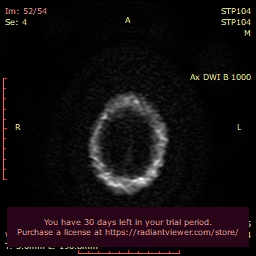 Im: 52/54
Se: 4
A
STP104
STP104
M
Ax DWI B 1000
R
L
You have 30 days left in your trial period.
Purchase a license at https://radiantviewer.com/store/